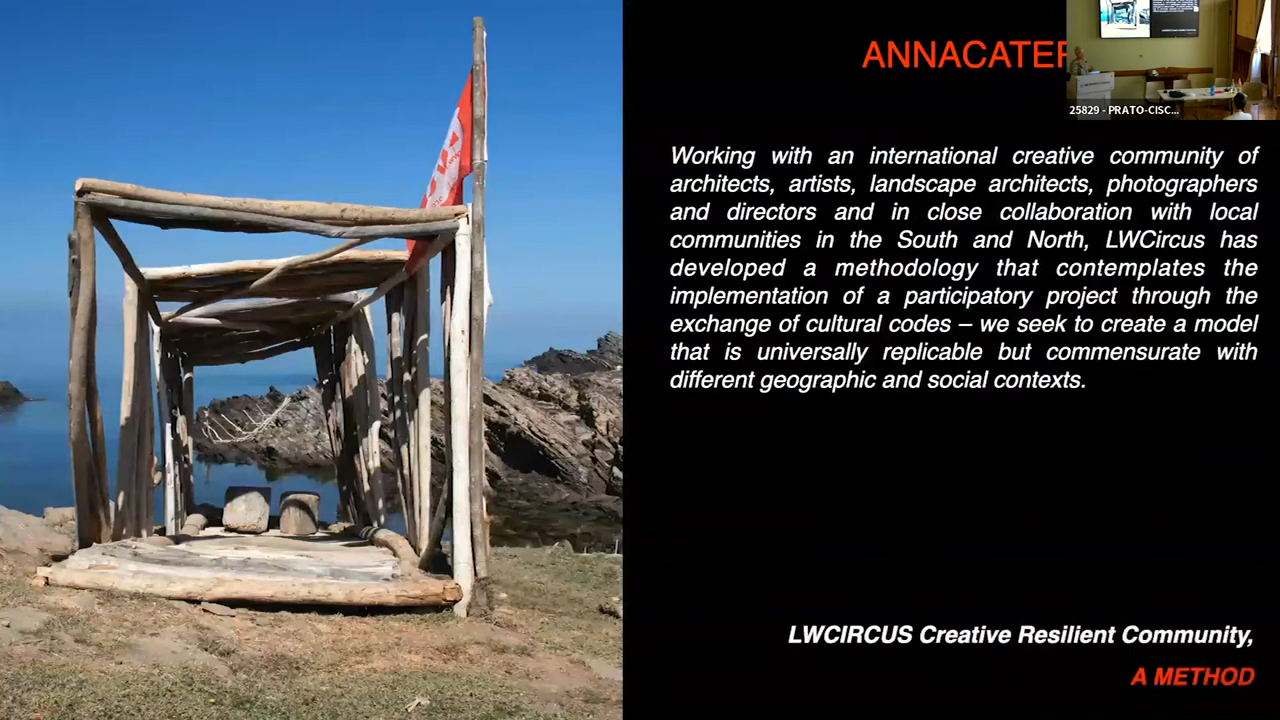 ANNACATER
25829 - PRATO-CISC...
Working with an international creative community of
architects, artists, landscape architects, photographers
and directors and in close collaboration with local
communities in the South and North, LWCircus has
developed a methodology that contemplates the
implementation of a participatory project through the
exchange of cultural codes – we seek to create a model
that is universally replicable but commensurate with
different geographic and social contexts.
LWCIRCUS Creative Resilient Community,
A METHOD